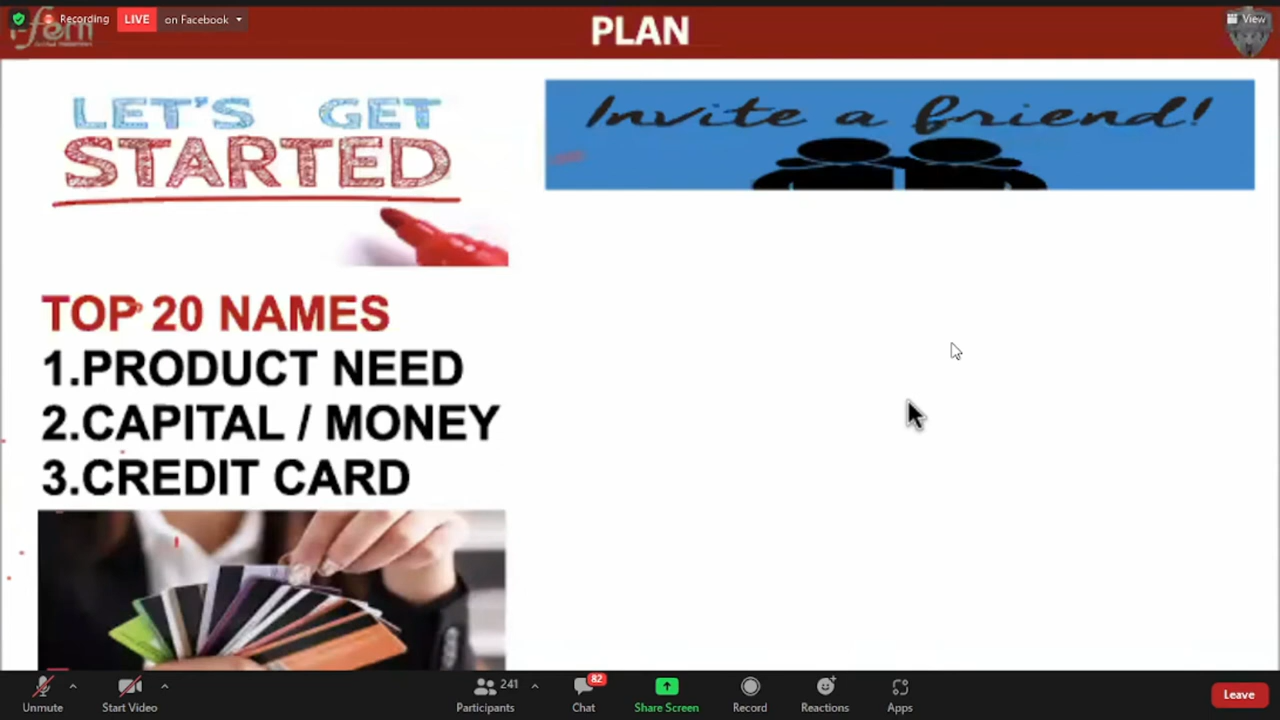 Recording
LIVE
on Facebook
View
PLAN
LET'S GET
STARTED
Invite a friend!
TOP 20 NAMES
1.PRODUCT NEED
2.CAPITAL / MONEY
3.CREDIT CARD
Unmute
Start Video
241
Participants
82
Chat
Share Screen
Record
Reactions
Apps
Leave